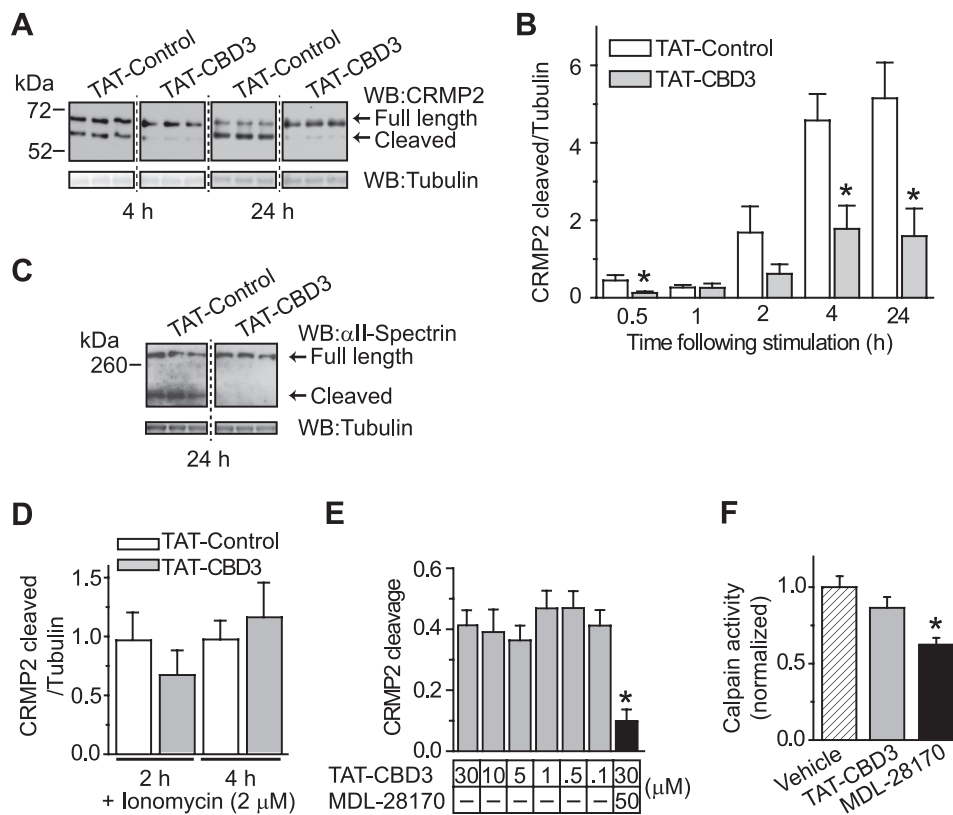 A
TAT-Control
TAT-CBD3
TAT-Control
TAT-CBD3
kDa
WB:CRMP2
72
Full length
Cleaved
52
WB:Tubulin
4 h
24 h
B
TAT-Control
TAT-CBD3
CRMP2 cleaved/Tubulin
6
4
2
0
*
*
*
0.5 1 2 4 24
Time following stimulation (h)
C
TAT-Control
TAT-CBD3
kDa
WB:αII-Spectrin
260
Full length
Cleaved
WB:Tubulin
24 h
D
TAT-Control
TAT-CBD3
CRMP2 cleaved
/Tubulin
1.5
1.0
0.5
0.0
2 h 4 h
+ Ionomycin (2 μM)
E
CRMP2 cleavage
0.6
0.4
0.2
0.0
*
TAT-CBD3 30 10 5 1 .5 .1 30 (μM)
MDL-28170 – – – – – – 50
F
Calpain activity
(normalized)
1.0
0.5
0.0
*
Vehicle
TAT-CBD3
MDL-28170